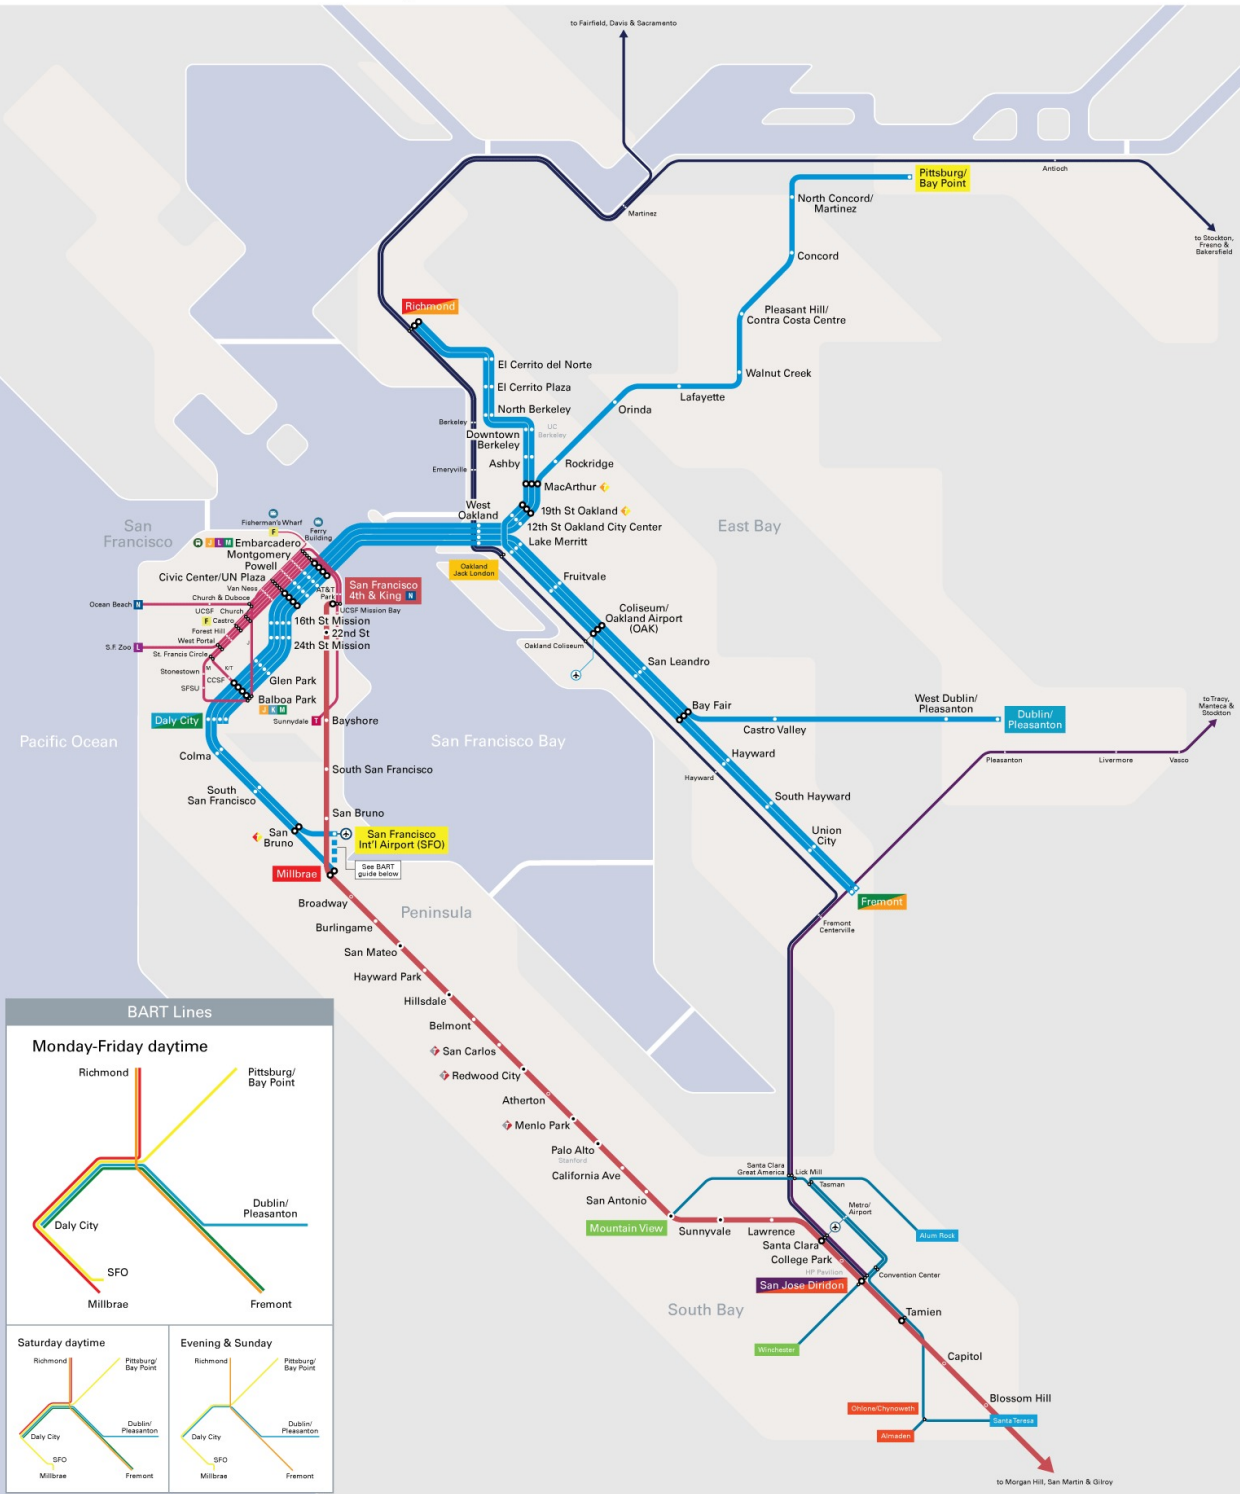 to Fairfield, Davis & Sacramento
Antioch
Pittsburg/
Bay Point
North Concord/
Martinez
Martinez
to Stockton,
Fresno &
Bakersfield
Concord
Richmond
Pleasant Hill/
Contra Costa Centre
El Cerrito del Norte
Walnut Creek
El Cerrito Plaza
Lafayette
North Berkeley
Orinda
Berkeley
UC
Berkeley
Downtown
Berkeley
Ashby
Rockridge
Emeryville
MacArthur
West
Oakland
19th St Oakland
12th St Oakland City Center
Lake Merritt
East Bay
San
Francisco
Fisherman's Wharf
F
Ferry
Building
J L M Embarcadero
Montgomery
Powell
Civic Center/UN Plaza
Van Ness
Church & Duboce
Ocean Beach N
UCSF Church
F Castro
Forest Hill
West Portal
S.F. Zoo L
St. Francis Circle
J
M K/T
Stonestown
CCSF
SFSU
AT&T
Park
San Francisco
4th & King N
UCSF Mission Bay
16th St Mission
22nd St
24th St Mission
Glen Park
Balboa Park
J K M
Sunnydale T
Bayshore
Daly City
Oakland
Jack London
Fruitvale
Coliseum/
Oakland Airport
(OAK)
Oakland Coliseum
San Leandro
Bay Fair
West Dublin/
Pleasanton
Dublin/
Pleasanton
Castro Valley
to Tracy,
Manteca &
Stockton
Pleasanton
Livermore
Vasco
Pacific Ocean
San Francisco Bay
Colma
South San Francisco
Hayward
Hayward
South
San Francisco
South Hayward
San Bruno
San
Bruno
San Francisco
Int'l Airport (SFO)
Union
City
See BART
guide below
Millbrae
Fremont
Broadway
Peninsula
Fremont
Centerville
Burlingame
San Mateo
Hayward Park
Hillsdale
Belmont
San Carlos
Redwood City
Atherton
Menlo Park
Palo Alto
Stanford
California Ave
San Antonio
Mountain View
Sunnyvale
Lawrence
Santa Clara
Great America
Lick Mill
Tasman
Metro/
Airport
Alum Rock
Santa Clara
College Park
HP Pavilion
San Jose Diridon
Convention Center
South Bay
Tamien
Winchester
Capitol
Blossom Hill
Ohlone/Chynoweth
Santa Teresa
Almaden
to Morgan Hill, San Martin & Gilroy
BART Lines
Monday-Friday daytime
Richmond
Pittsburg/
Bay Point
Dublin/
Pleasanton
Daly City
SFO
Millbrae
Fremont
Saturday daytime
Richmond
Pittsburg/
Bay Point
Dublin/
Pleasanton
Daly City
SFO
Millbrae
Fremont
Evening & Sunday
Richmond
Pittsburg/
Bay Point
Dublin/
Pleasanton
Daly City
SFO
Millbrae
Fremont